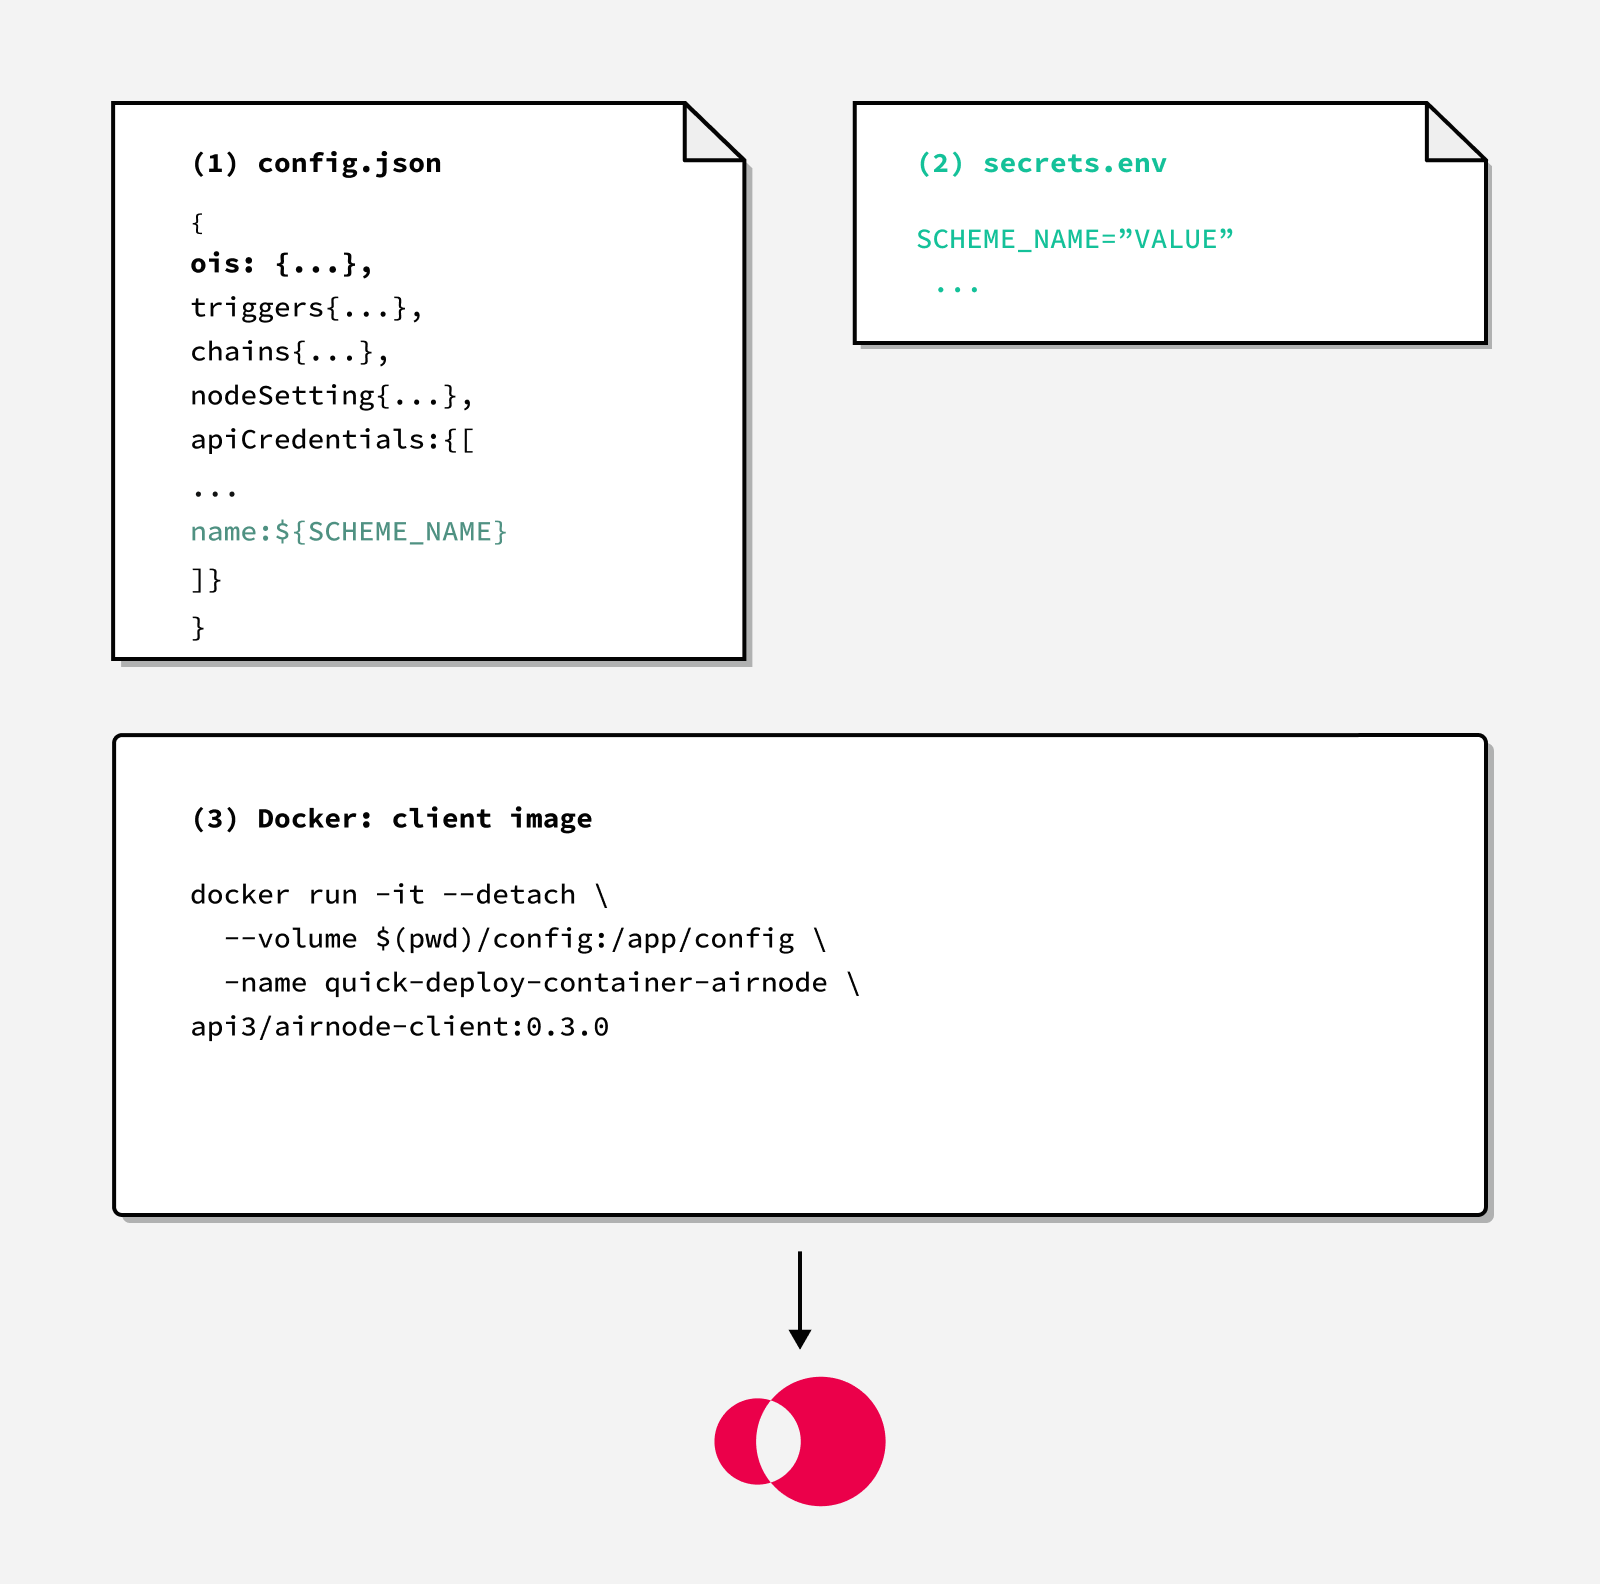 (1) config.json
{
ois: {...},
triggers{...},
chains{...},
nodeSetting{...},
apiCredentials:{[
...
name:${SCHEME_NAME}
]}
}
(2) secrets.env
SCHEME_NAME=”VALUE”
...
(3) Docker: client image
docker run -it --detach \
--volume $(pwd)/config:/app/config \
-name quick-deploy-container-airnode \
api3/airnode-client:0.3.0